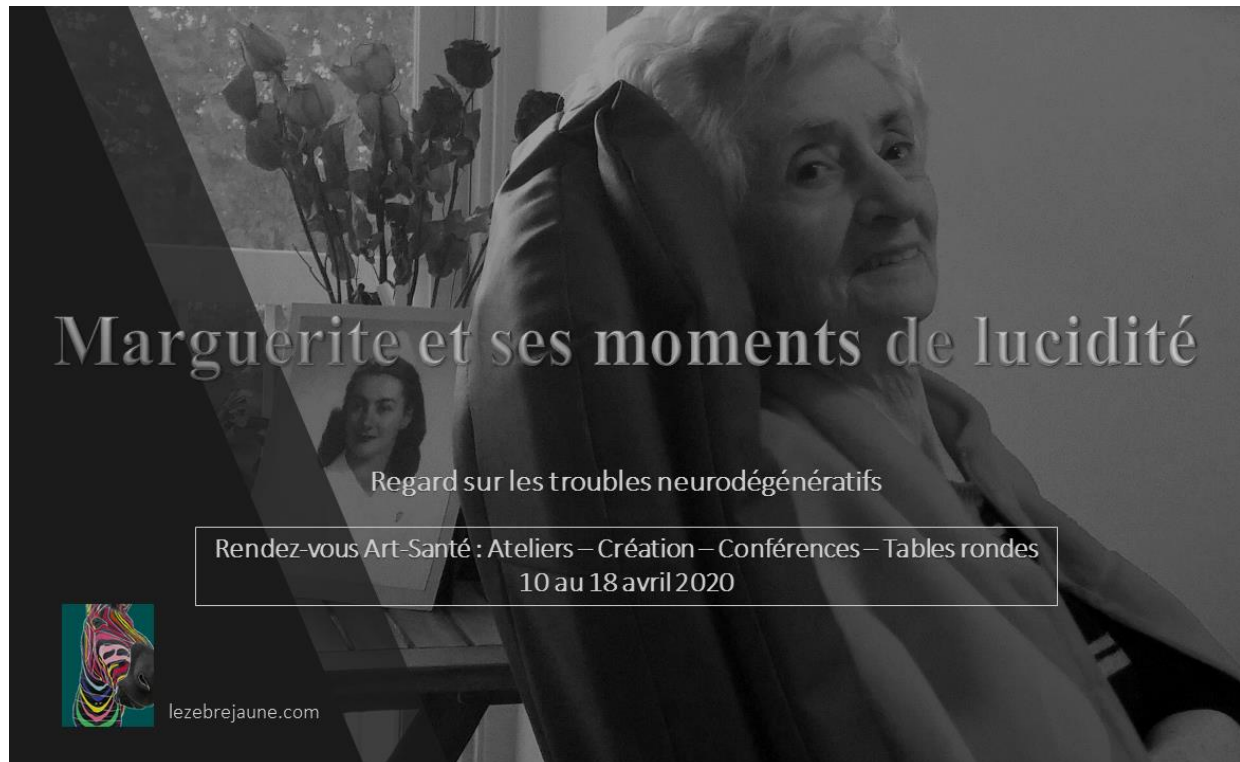 Marguerite et ses moments de lucidité
Regard sur les troubles neurodégénératifs
Rendez-vous Art-Santé : Ateliers – Création – Conférences – Tables rondes
10 au 18 avril 2020
lezebrejaune.com